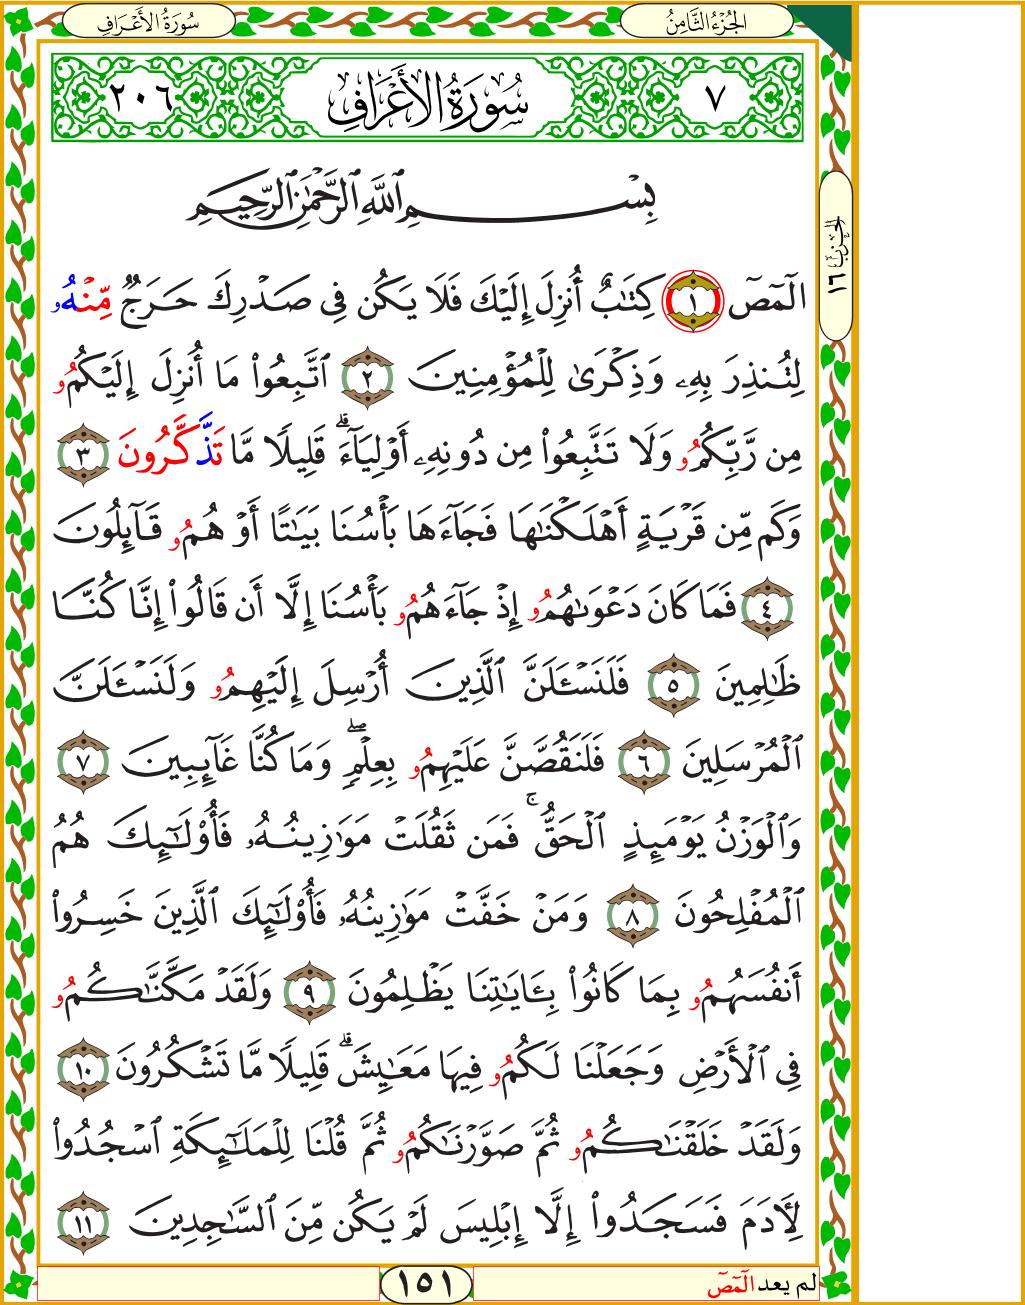 الجُزْءُ الثَّامِنُ
سُورَةُ الأَعْرَافِ
٧
سُورَةُ الأَعْرَافِ
٢٠٦
الحزب ١٦
بِسْمِ ٱللَّهِ ٱلرَّحْمَٰنِ ٱلرَّحِيمِ
الٓمٓصٓ ١ كِتَٰبٌ أُنزِلَ إِلَيْكَ فَلَا يَكُن فِى صَدْرِكَ حَرَجٌ مِّنْهُۥ
لِتُنذِرَ بِهِۦ وَذِكْرَىٰ لِلْمُؤْمِنِينَ ٢ ٱتَّبِعُوا۟ مَا أُنزِلَ إِلَيْكُمُۥ
مِن رَّبِّكُمُۥ وَلَا تَتَّبِعُوا۟ مِن دُونِهِۦ أَوْلِيَآءَ ۗ قَلِيلًا مَّا تَذَّكَّرُونَ ٣
وَكَم مِّن قَرْيَةٍ أَهْلَكْنَٰهَا فَجَآءَهَا بَأْسُنَا بَيَٰتًا أَوْ هُمُۥ قَآئِلُونَ
٤ فَمَا كَانَ دَعْوَىٰهُمُۥ إِذْ جَآءَهُمُۥ بَأْسُنَا إِلَّا أَن قَالُوا۟ إِنَّا كُنَّا
ظَٰلِمِينَ ٥ فَلَنَسْـَٔلَنَّ ٱلَّذِينَ أُرْسِلَ إِلَيْهِمُۥ وَلَنَسْـَٔلَنَّ
ٱلْمُرْسَلِينَ ٦ فَلَنَقُصَّنَّ عَلَيْهِمُۥ بِعِلْمٍ ۖ وَمَا كُنَّا غَآئِبِينَ ٧
وَٱلْوَزْنُ يَوْمَئِذٍ ٱلْحَقُّ ۚ فَمَن ثَقُلَتْ مَوَٰزِينُهُۥ فَأُو۟لَٰٓئِكَ هُمُ
ٱلْمُفْلِحُونَ ٨ وَمَنْ خَفَّتْ مَوَٰزِينُهُۥ فَأُو۟لَٰٓئِكَ ٱلَّذِينَ خَسِرُوا۟
أَنفُسَهُمُۥ بِمَا كَانُوا۟ بِـَٔايَٰتِنَا يَظْلِمُونَ ٩ وَلَقَدْ مَكَّنَّٰكُمُۥ
فِى ٱلْأَرْضِ وَجَعَلْنَا لَكُمُۥ فِيهَا مَعَٰيِشَ ۗ قَلِيلًا مَّا تَشْكُرُونَ ١٠
وَلَقَدْ خَلَقْنَٰكُمُۥ ثُمَّ صَوَّرْنَٰكُمُۥ ثُمَّ قُلْنَا لِلْمَلَٰٓئِكَةِ ٱسْجُدُوا۟
لِـَٔادَمَ فَسَجَدُوا۟ إِلَّا إِبْلِيسَ لَمْ يَكُن مِّنَ ٱلسَّٰجِدِينَ ١١
لم يعد الٓمٓصٓ
١٥١